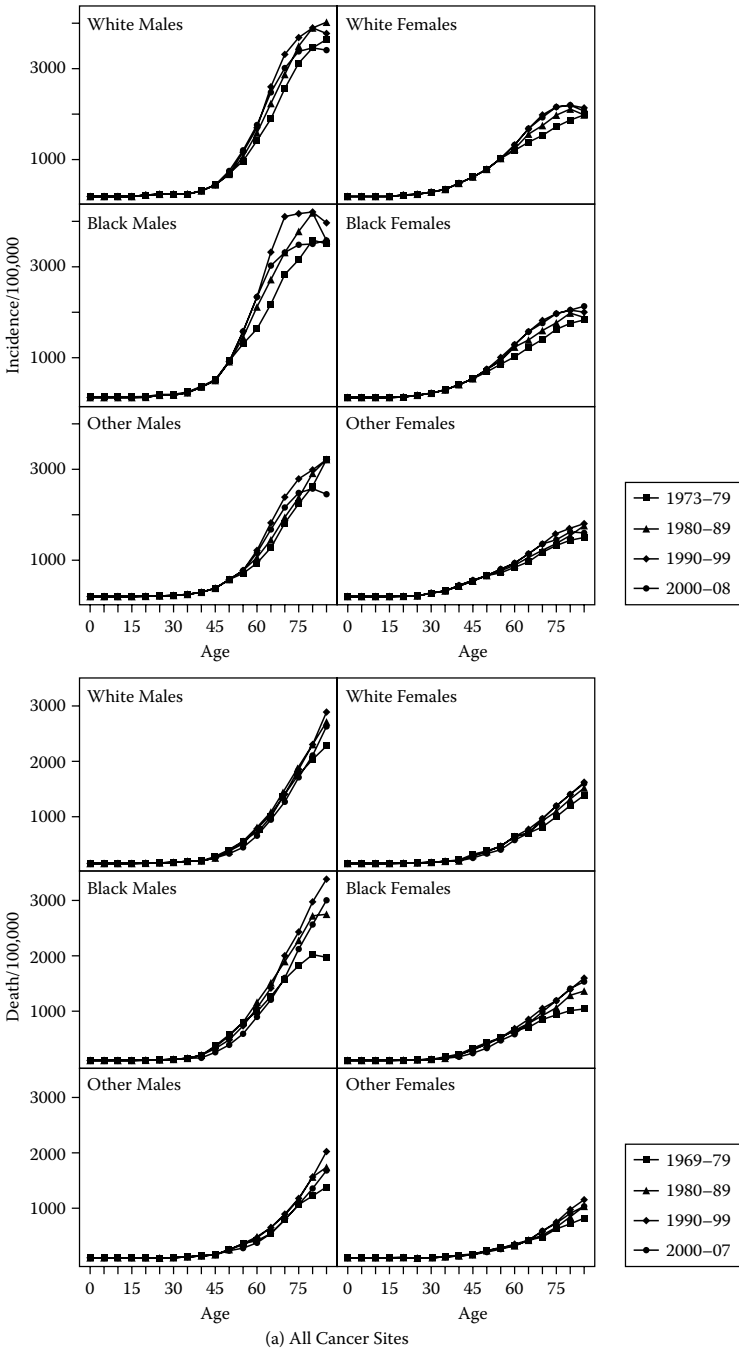 White Males
White Females
3000
1000
Black Males
Black Females
3000
1000
Incidence/100,000
Other Males
Other Females
3000
1000
0 15 30 45 60 75
0 15 30 45 60 75
Age
Age
1973–79
1980–89
1990–99
2000–08
White Males
White Females
3000
2000
1000
Black Males
Black Females
3000
2000
1000
Death/100,000
Other Males
Other Females
3000
2000
1000
0 15 30 45 60 75
0 15 30 45 60 75
Age
Age
1969–79
1980–89
1990–99
2000–07
(a) All Cancer Sites